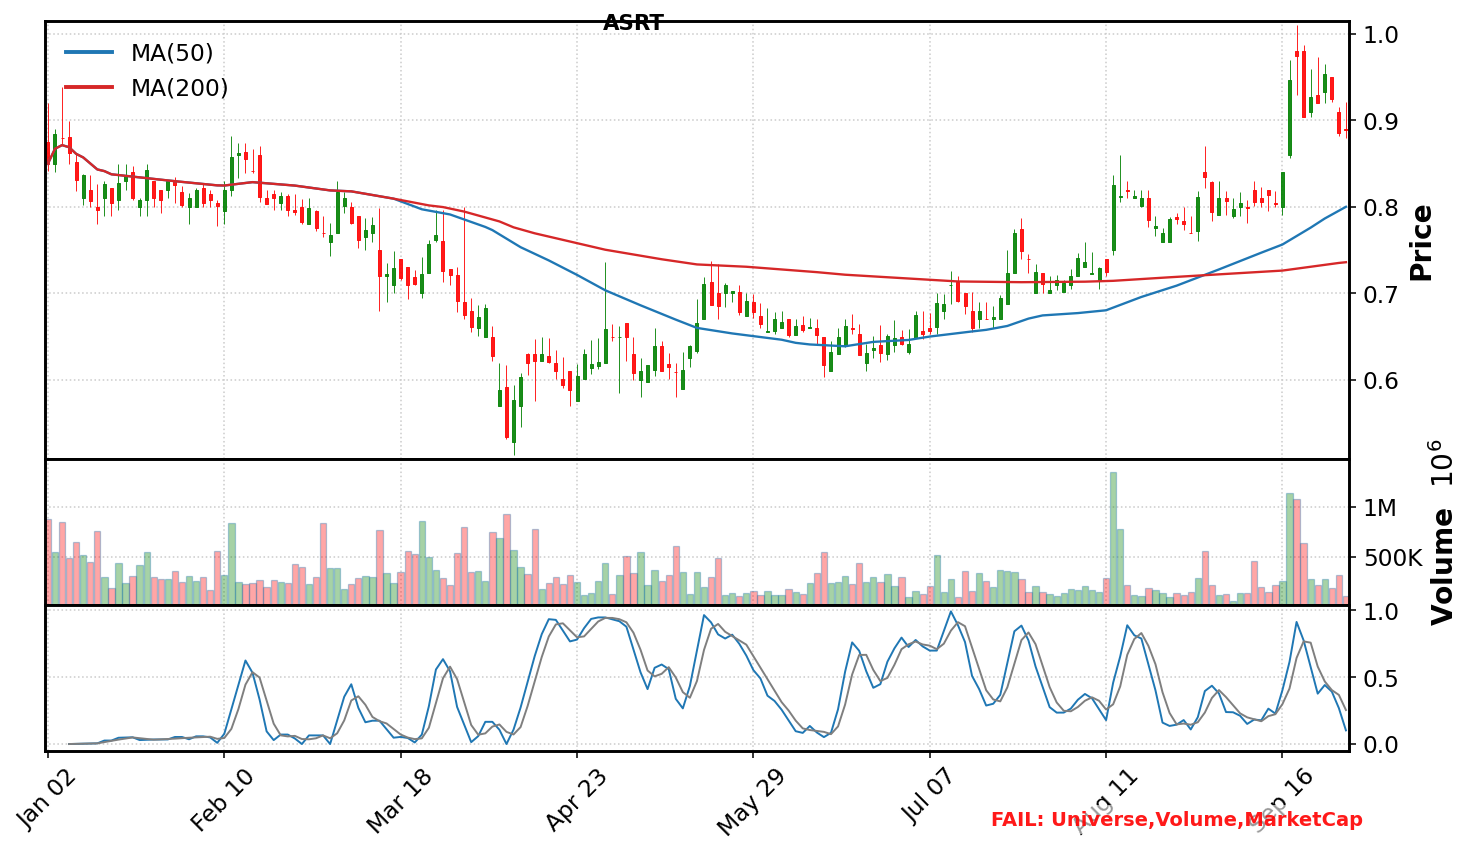 ASRT
MA(50)
MA(200)
1.0
0.9
0.8
0.7
0.6
Price
1M
500K
Volume 10⁶
1.0
0.5
0.0
Jan 02
Feb 10
Mar 18
Apr 23
May 29
Jul 07
Aug 11
Sep 16
FAIL: Universe,Volume,MarketCap